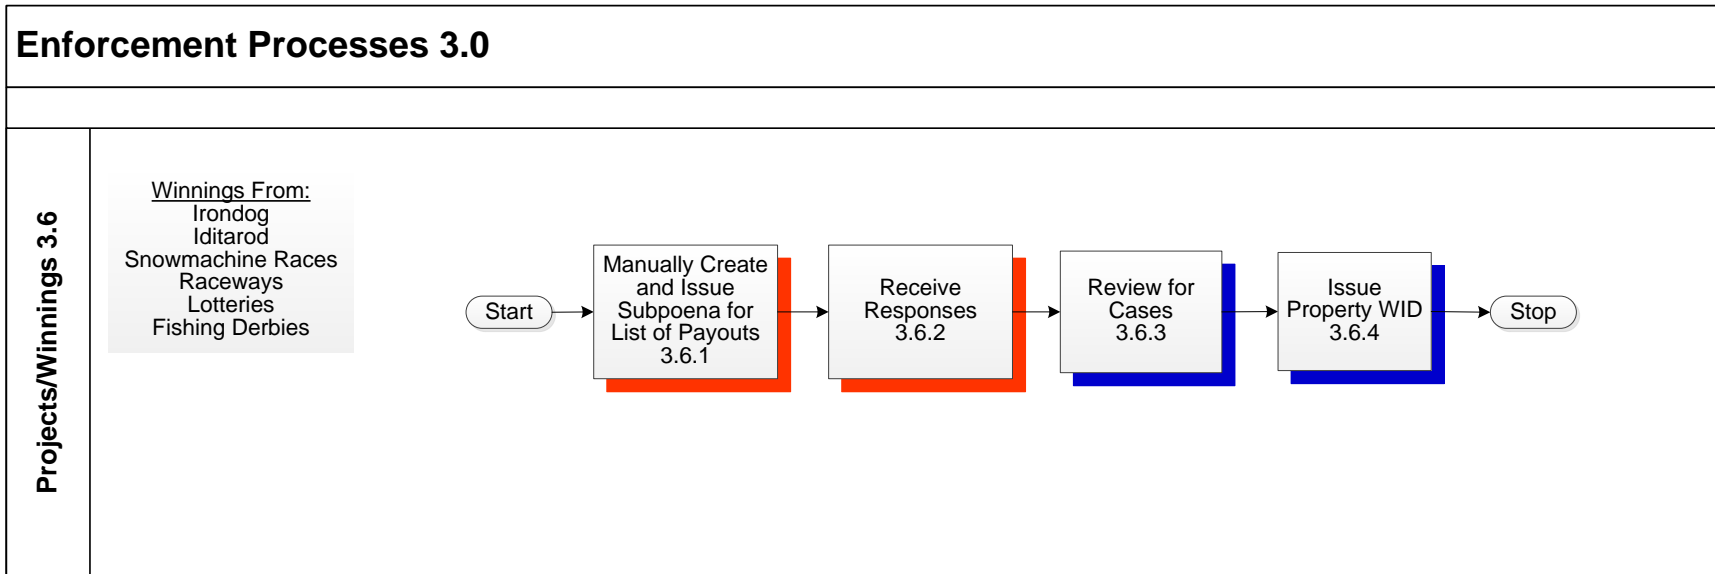 Enforcement Processes 3.0
Projects/Winnings 3.6
Winnings From:
Irondog
Iditarod
Snowmachine Races
Raceways
Lotteries
Fishing Derbies
Start
Manually Create
and Issue
Subpoena for
List of Payouts
3.6.1
Receive
Responses
3.6.2
Review for
Cases
3.6.3
Issue
Property WID
3.6.4
Stop